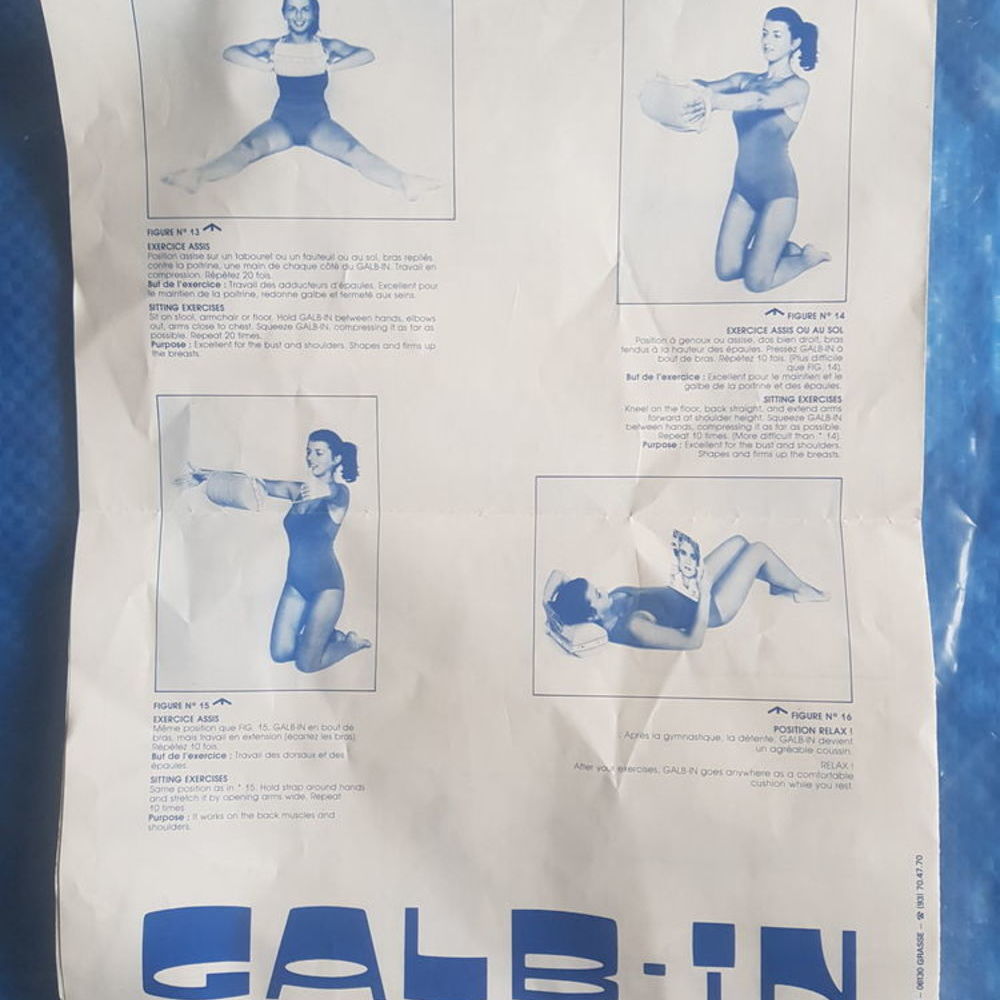 FIGURE N° 13
EXERCICE ASSIS
Position assise sur un tabouret ou un fauteuil ou au sol, bras repliés
contre la poitrine, une main de chaque côté du GALB-IN. Travail en
compression. Répétez 20 fois.
But de l'exercice : Travail des adducteurs d'épaules. Excellent pour
le maintien de la poitrine, redonne galbe et fermeté aux seins.
SITTING EXERCISES
Sit on stool, armchair or floor. Hold GALB-IN between hands, elbows
out, arms close to chest. Squeeze GALB-IN, compressing it as far as
possible. Repeat 20 times.
Purpose : Excellent for the bust and shoulders. Shapes and firms up
the breasts.
FIGURE N° 14
EXERCICE ASSIS OU AU SOL
Position à genoux ou assise, dos bien droit, bras
tendus à la hauteur des épaules. Pressez GALB-IN à
bout de bras. Répétez 10 fois. (Plus difficile
que FIG. 14).
But de l'exercice : Excellent pour le maintien et le
galbe de la poitrine et des épaules.
SITTING EXERCISES
Kneel on the floor, back straight, and extend arms
forward at shoulder height. Squeeze GALB-IN
between hands, compressing it as far as possible.
Repeat 10 times. (More difficult than * 14).
Purpose : Excellent for the bust and shoulders.
Shapes and firms up the breasts.
FIGURE N° 15
EXERCICE ASSIS
Même position que FIG. 15, GALB-IN en bout de
bras, mais travail en extension (écartez les bras).
Répétez 10 fois.
But de l'exercice : Travail des dorsaux et des
épaules.
SITTING EXERCISES
Same position as in * 15. Hold strap around hands
and stretch it by opening arms wide. Repeat
10 times.
Purpose : It works on the back muscles and
shoulders.
FIGURE N° 16
POSITION RELAX !
Après la gymnastique, la détente, GALB-IN devient
un agréable coussin.
RELAX !
After your exercises, GALB-IN goes anywhere as a comfortable
cushion while you rest.
GALB-IN
06130 GRASSE - ☎ (93) 70.47.70